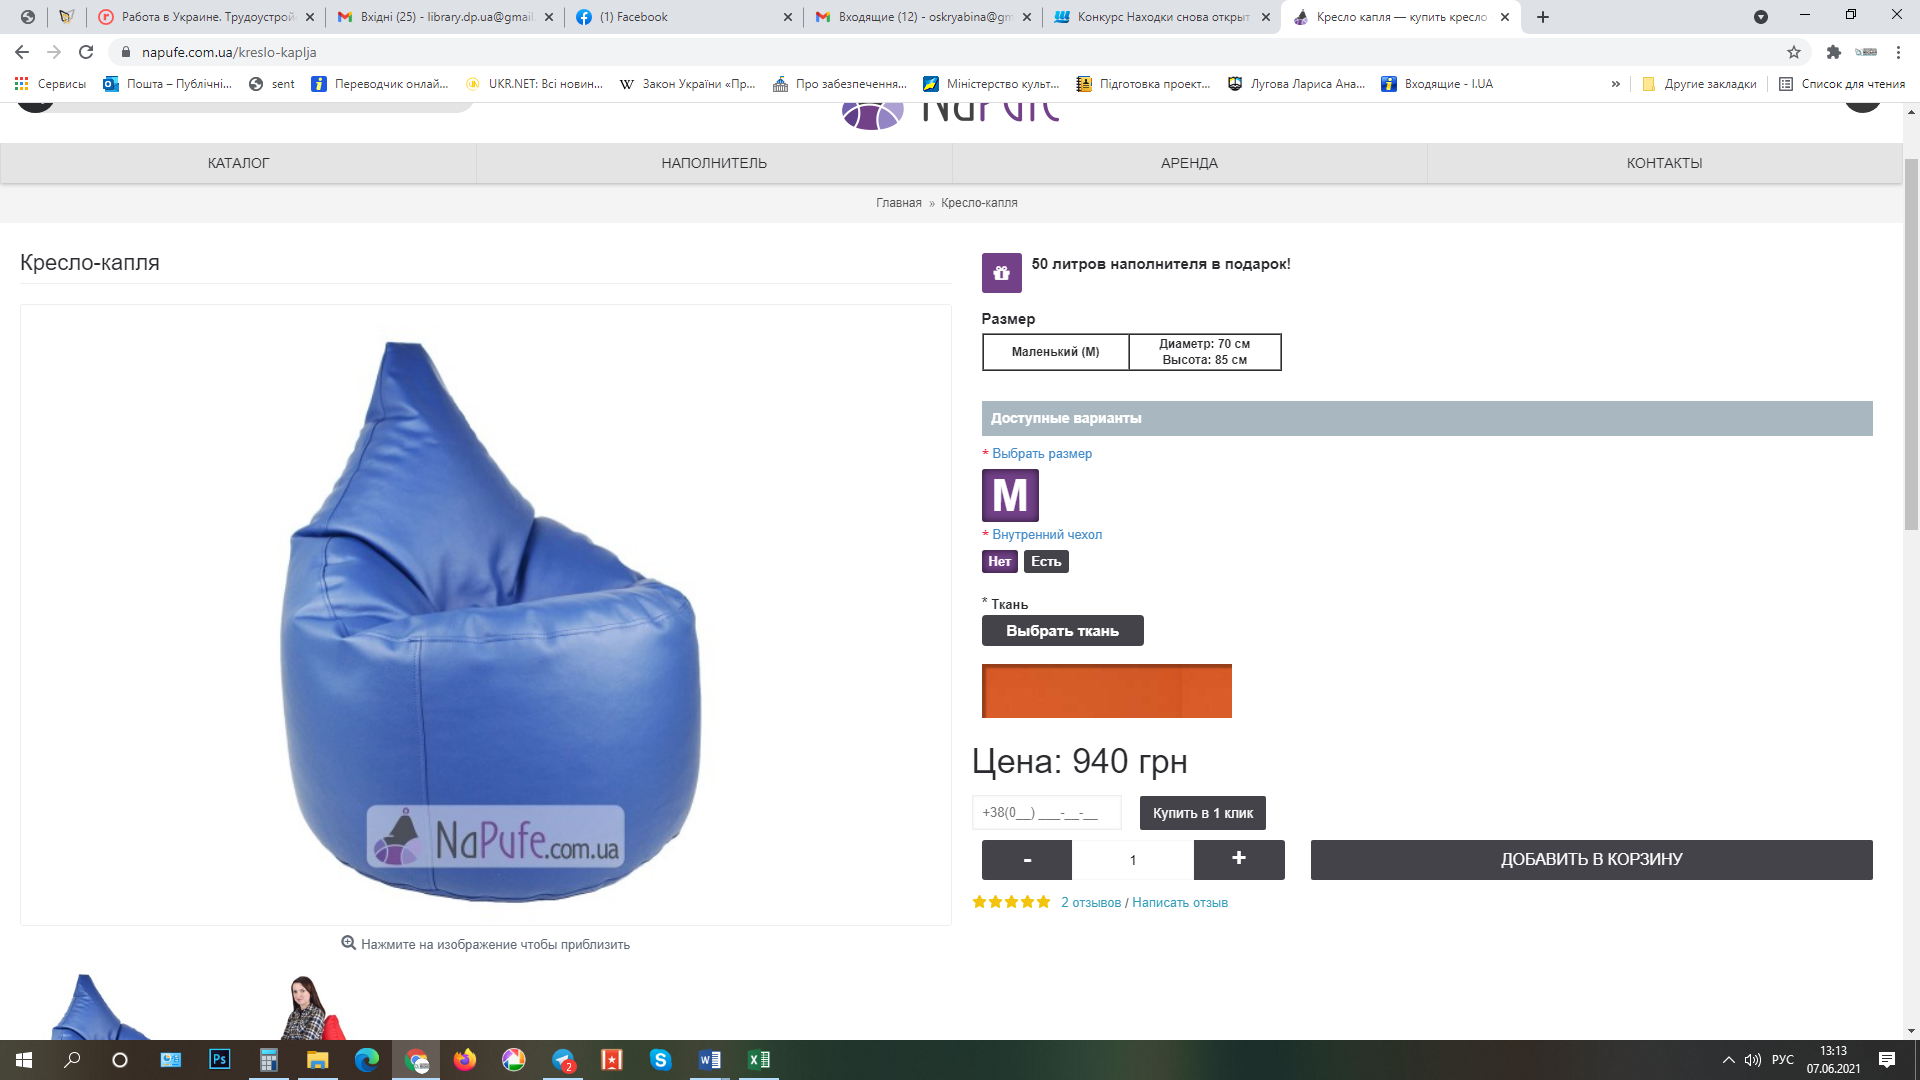 Работа в Украине. Трудоустрой
Вхідні (25) - library.dp.ua@gmail.
(1) Facebook
Входящие (12) - oskryabina@gm
Конкурс Находки снова открыт
Кресло капля — купить кресло
napufe.com.ua/kreslo-kaplja
Сервисы
Пошта – Публічні...
sent
Переводчик онлай...
UKR.NET: Всі новин...
Закон України «Пр...
Про забезпечення...
Міністерство культ...
Підготовка проект...
Лугова Лариса Ана...
Входящие - I.UA
»
Другие закладки
Список для чтения
NaPufe
КАТАЛОГ
НАПОЛНИТЕЛЬ
АРЕНДА
КОНТАКТЫ
Главная » Кресло-капля
Кресло-капля
50 литров наполнителя в подарок!
Размер
Маленький (M)
Диаметр: 70 см
Высота: 85 см
Доступные варианты
* Выбрать размер
M
* Внутренний чехол
Нет
Есть
* Ткань
Выбрать ткань
Цена: 940 грн
+38(0__) ___-__-__
Купить в 1 клик
-
1
+
ДОБАВИТЬ В КОРЗИНУ
2 отзывов / Написать отзыв
NaPufe.com.ua
Нажмите на изображение чтобы приблизить
Ps
2
РУС
13:13
07.06.2021